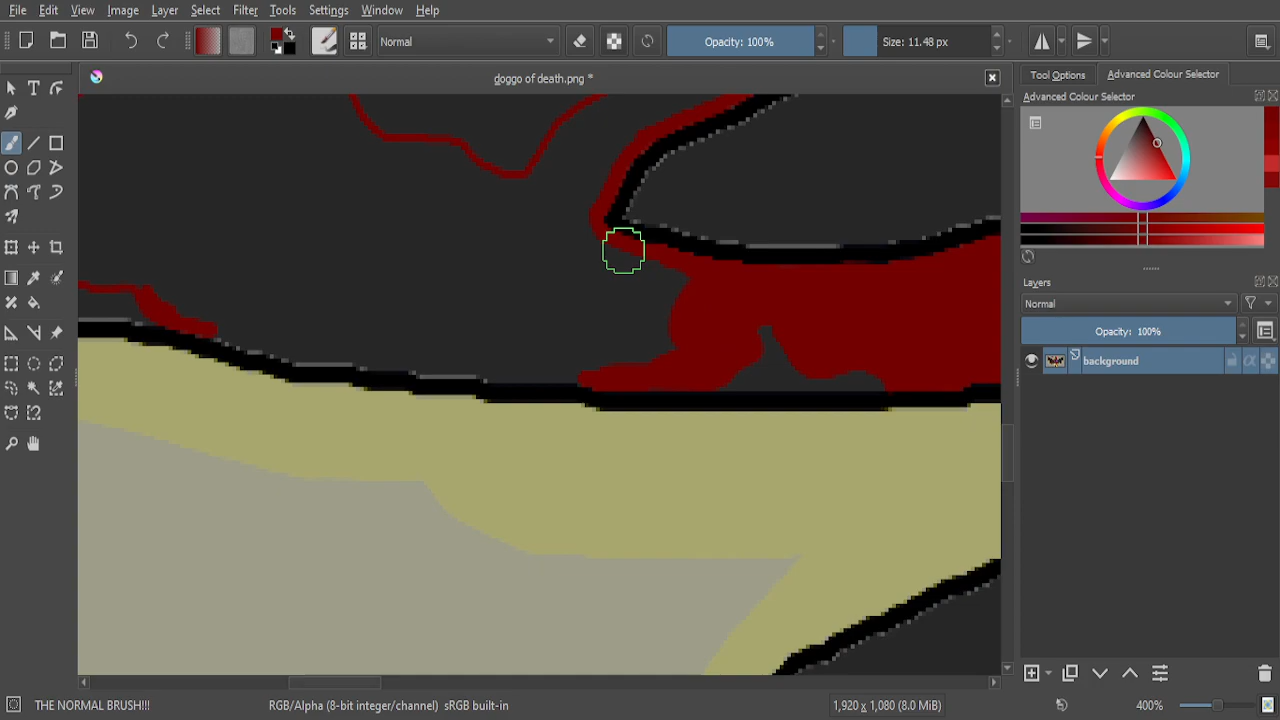 File Edit View Image Layer Select Filter Tools Settings Window Help
Normal Opacity: 100% Size: 11.48 px
doggo of death.png *
Tool Options Advanced Colour Selector
Advanced Colour Selector
Layers
Normal
Opacity: 100%
background
THE NORMAL BRUSH!!! RGB/Alpha (8-bit integer/channel) sRGB built-in 1,920 x 1,080 (8.0 MiB) 400%